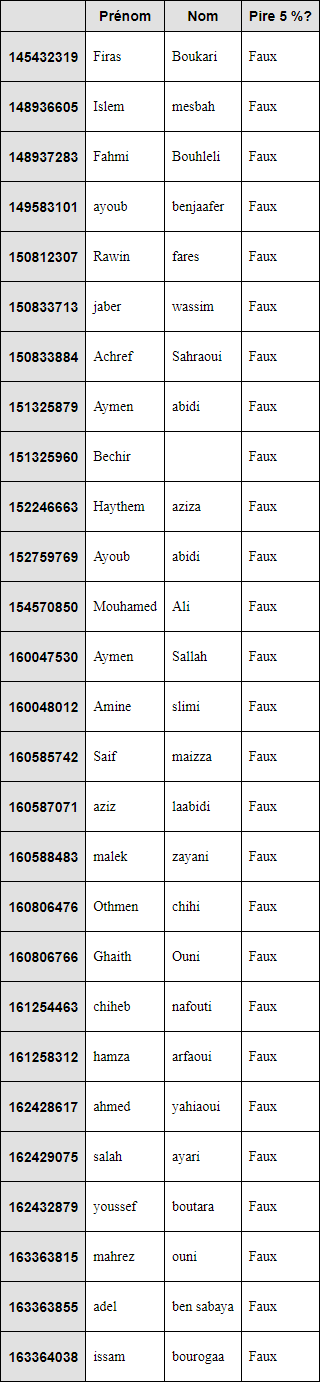 Prénom Nom Pire 5 %?
145432319 Firas Boukari Faux
148936605 Islem mesbah Faux
148937283 Fahmi Bouhleli Faux
149583101 ayoub benjaafer Faux
150812307 Rawin fares Faux
150833713 jaber wassim Faux
150833884 Achref Sahraoui Faux
151325879 Aymen abidi Faux
151325960 Bechir Faux
152246663 Haythem aziza Faux
152759769 Ayoub abidi Faux
154570850 Mouhamed Ali Faux
160047530 Aymen Sallah Faux
160048012 Amine slimi Faux
160585742 Saif maizza Faux
160587071 aziz laabidi Faux
160588483 malek zayani Faux
160806476 Othmen chihi Faux
160806766 Ghaith Ouni Faux
161254463 chiheb nafouti Faux
161258312 hamza arfaoui Faux
162428617 ahmed yahiaoui Faux
162429075 salah ayari Faux
162432879 youssef boutara Faux
163363815 mahrez ouni Faux
163363855 adel ben sabaya Faux
163364038 issam bourogaa Faux